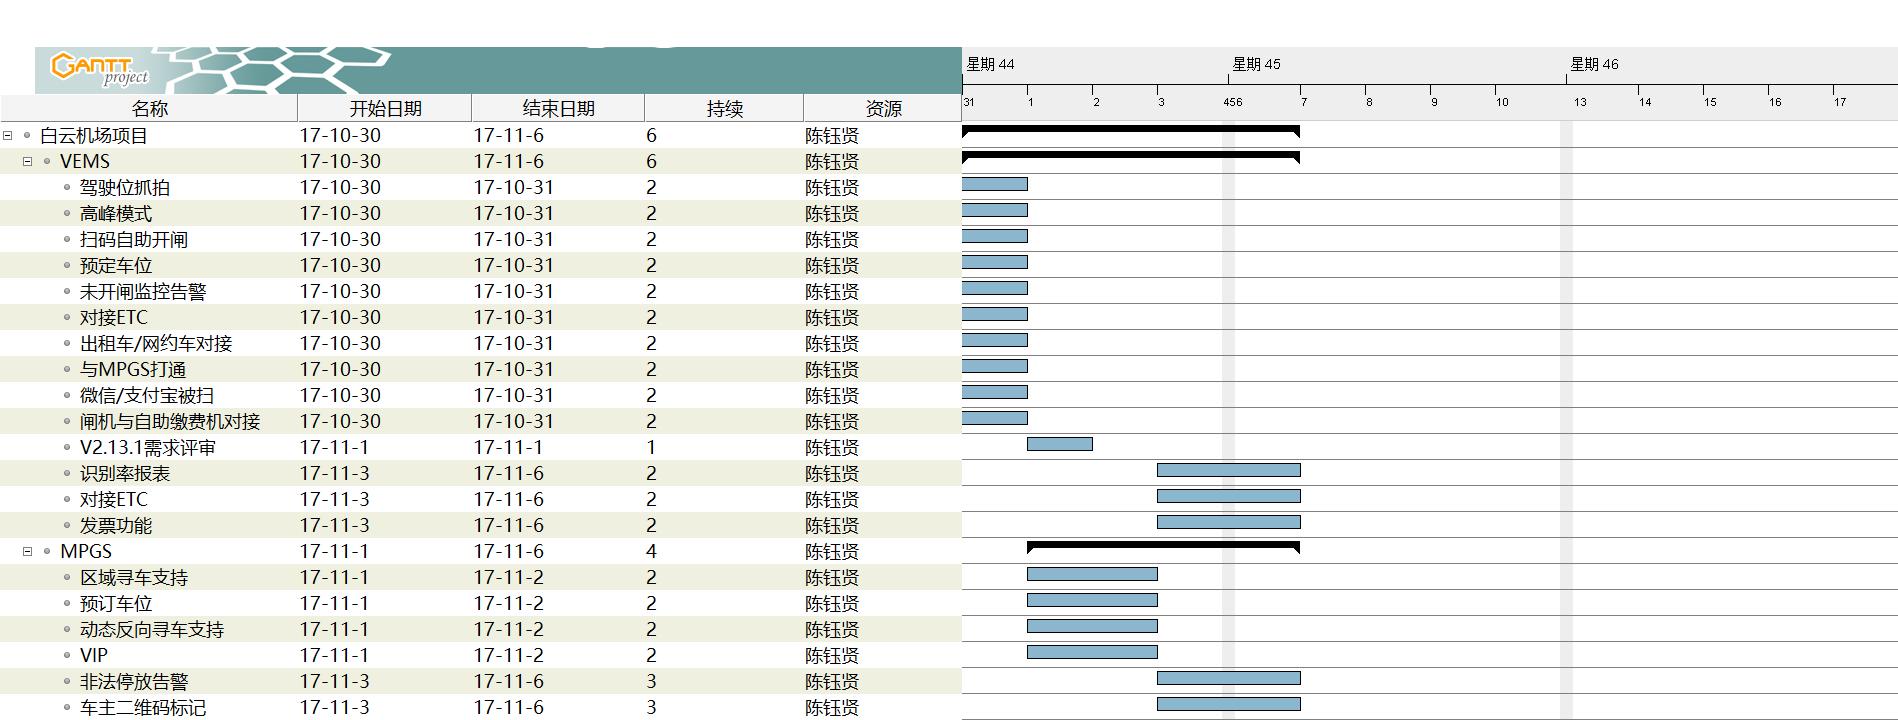 GANTT
project
星期 44 星期 45 星期 46
名称 开始日期 结束日期 持续 资源 31 1 2 3 456 7 8 9 10 13 14 15 16 17
白云机场项目 17-10-30 17-11-6 6 陈钰贤
VEMS 17-10-30 17-11-6 6 陈钰贤
驾驶位抓拍 17-10-30 17-10-31 2 陈钰贤
高峰模式 17-10-30 17-10-31 2 陈钰贤
扫码自助开闸 17-10-30 17-10-31 2 陈钰贤
预定车位 17-10-30 17-10-31 2 陈钰贤
未开闸监控告警 17-10-30 17-10-31 2 陈钰贤
对接ETC 17-10-30 17-10-31 2 陈钰贤
出租车/网约车对接 17-10-30 17-10-31 2 陈钰贤
与MPGS打通 17-10-30 17-10-31 2 陈钰贤
微信/支付宝被扫 17-10-30 17-10-31 2 陈钰贤
闸机与自助缴费机对接 17-10-30 17-10-31 2 陈钰贤
V2.13.1需求评审 17-11-1 17-11-1 1 陈钰贤
识别率报表 17-11-3 17-11-6 2 陈钰贤
对接ETC 17-11-3 17-11-6 2 陈钰贤
发票功能 17-11-3 17-11-6 2 陈钰贤
MPGS 17-11-1 17-11-6 4 陈钰贤
区域寻车支持 17-11-1 17-11-2 2 陈钰贤
预订车位 17-11-1 17-11-2 2 陈钰贤
动态反向寻车支持 17-11-1 17-11-2 2 陈钰贤
VIP 17-11-1 17-11-2 2 陈钰贤
非法停放告警 17-11-3 17-11-6 3 陈钰贤
车主二维码标记 17-11-3 17-11-6 3 陈钰贤